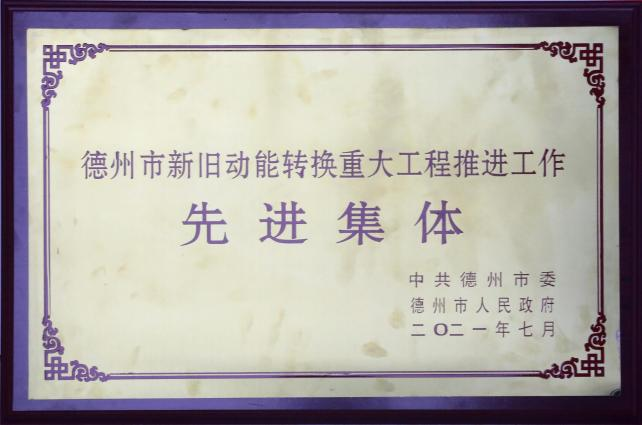 德州市新旧动能转换重大工程推进工作
先进集体
中共德州市委
德州市人民政府
二〇二一年七月